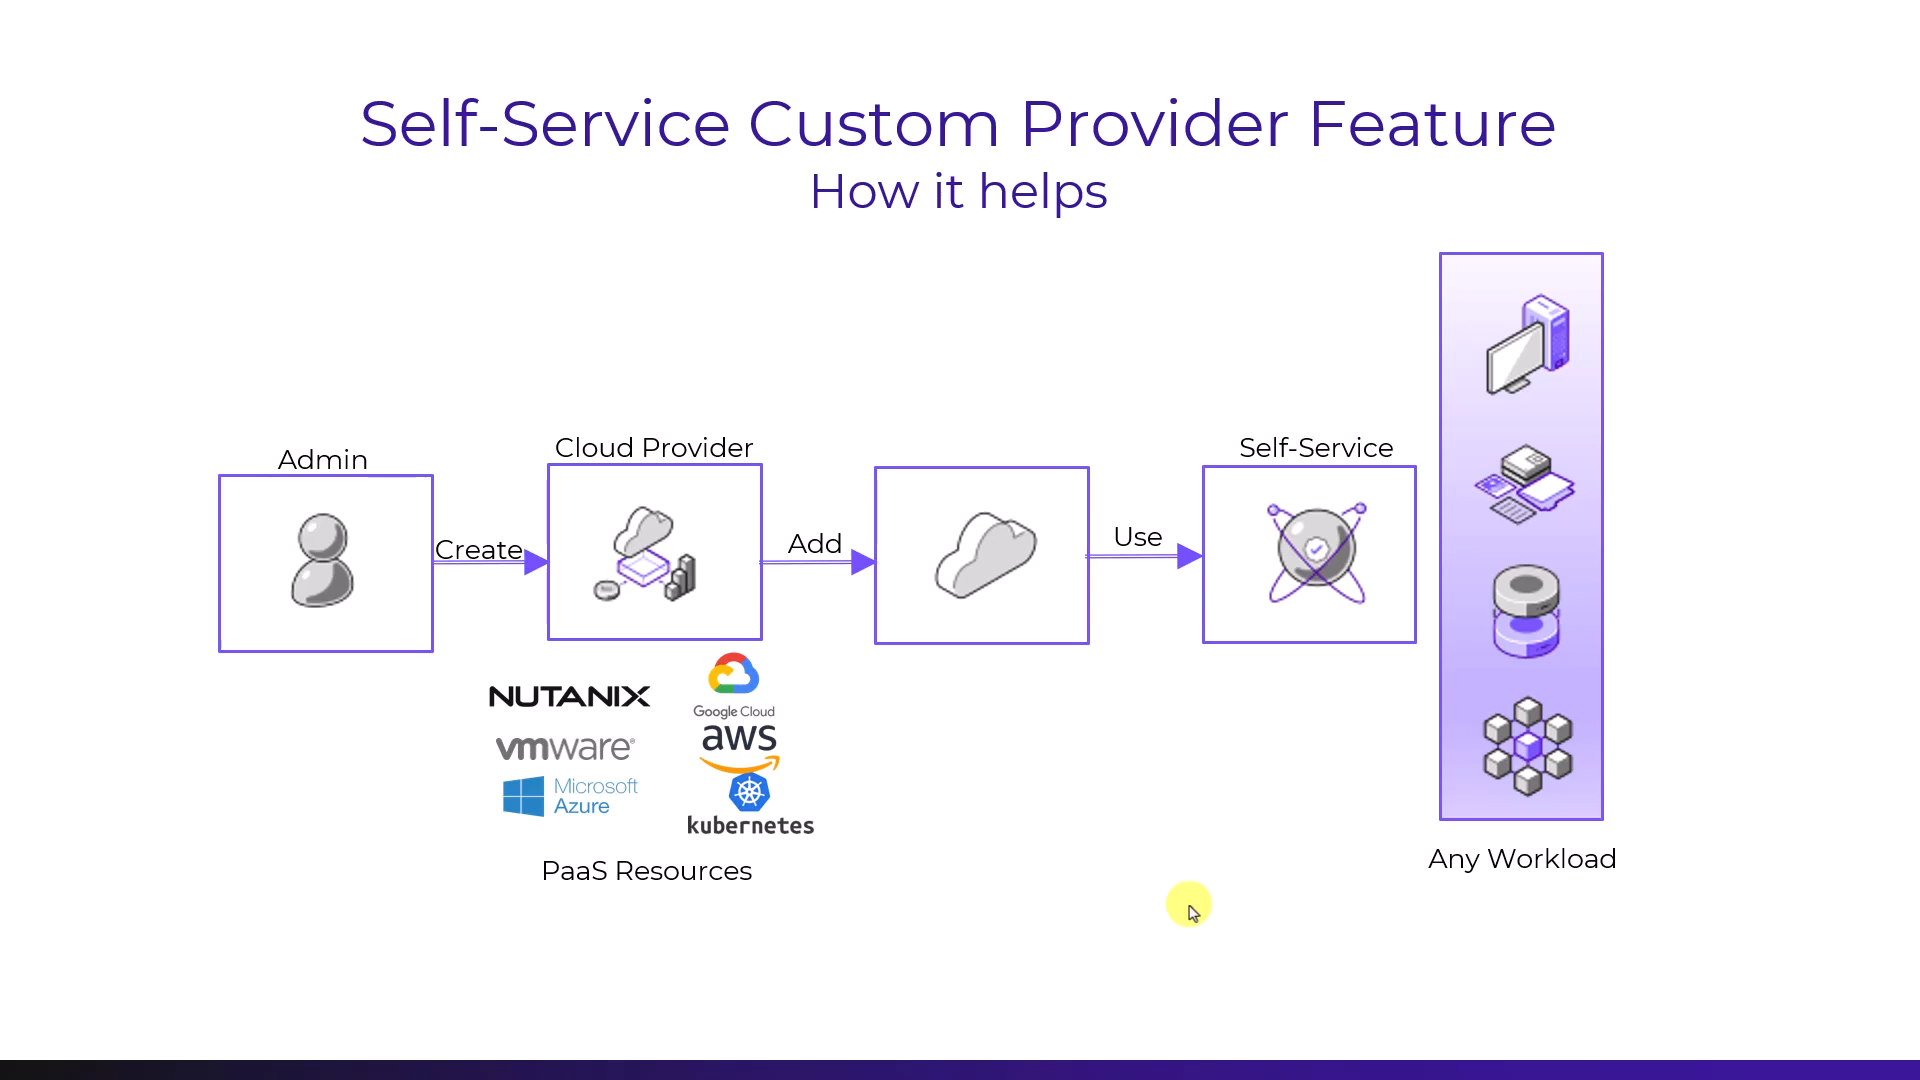 Self-Service Custom Provider Feature
How it helps
Admin
Create
Cloud Provider
Add
Use
Self-Service
NUTANIX
vmware®
Microsoft
Azure
Google Cloud
aws
kubernetes
PaaS Resources
Any Workload